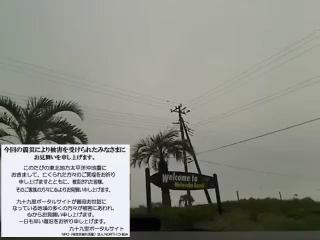 今回の震災により被害を受けられたみなさまに
お見舞いを申し上げます。
このたびの東北地方太平洋沖地震に
おきまして、亡くられた方々のご冥福をお祈り
申し上げますとともに、被災された皆様、
そのご家族の方々に心よりお見舞い申し上げます。
九十九里ポータルサイトが普段お世話に
なっている沿岸の多くの方々が被害にあわれ、
心からお見舞い申し上げます。
一日も早い復旧をお祈り申し上げます。
九十九里ポータルサイト
Welcome to